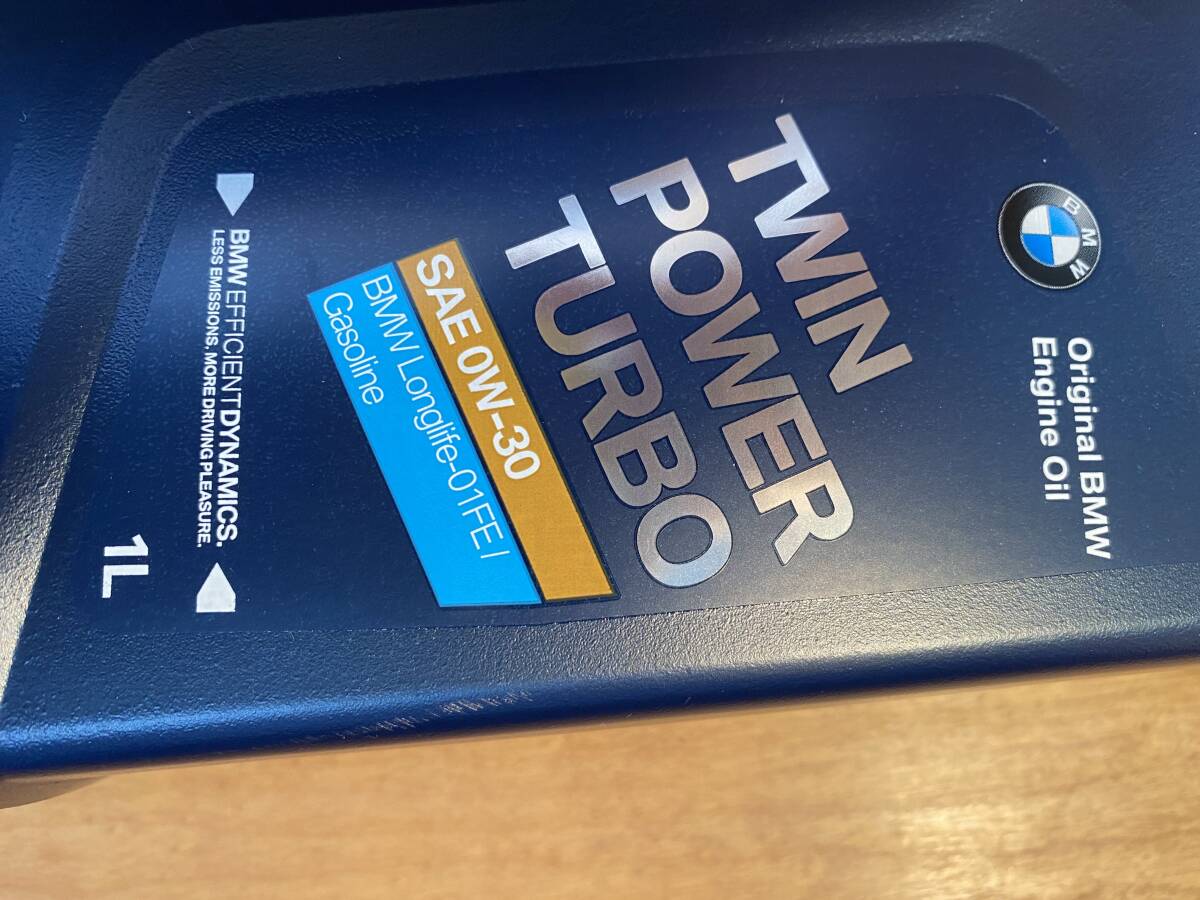 BMW
Original BMW
Engine Oil
TWIN
POWER
TURBO
SAE 0W-30
BMW Longlife-01FE /
Gasoline
BMW EFFICIENTDYNAMICS.
LESS EMISSIONS. MORE DRIVING PLEASURE.
1L